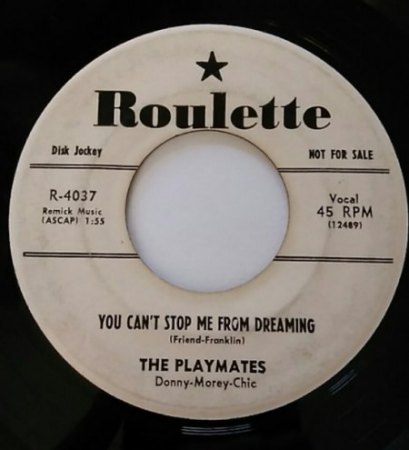 ★
Roulette
Disk Jockey
NOT FOR SALE
R-4037
Remick Music
(ASCAP) 1:55
Vocal
45 RPM
(12489)
YOU CAN'T STOP ME FROM DREAMING
(Friend-Franklin)
THE PLAYMATES
Donny-Morey-Chic